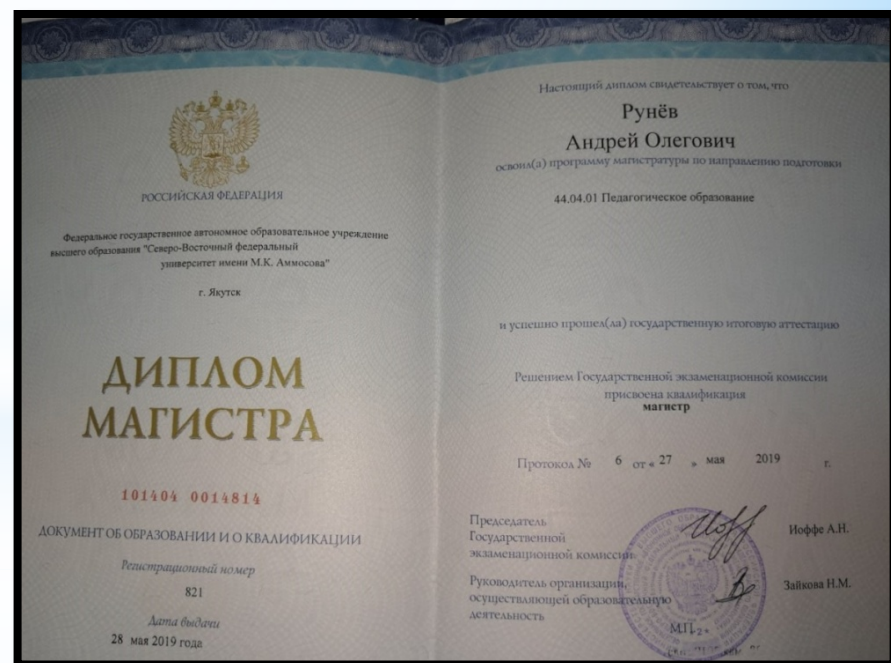 РОССИЙСКАЯ ФЕДЕРАЦИЯ
Федеральное государственное автономное образовательное учреждение
высшего образования "Северо-Восточный федеральный
университет имени М.К. Аммосова"
г. Якутск
ДИПЛОМ
МАГИСТРА
101404 0014814
ДОКУМЕНТ ОБ ОБРАЗОВАНИИ И О КВАЛИФИКАЦИИ
Регистрационный номер
821
Дата выдачи
28 мая 2019 года
Настоящий диплом свидетельствует о том, что
Рунёв
Андрей Олегович
освоил(а) программу магистратуры по направлению подготовки
44.04.01 Педагогическое образование
и успешно прошел(ла) государственную итоговую аттестацию
Решением Государственной экзаменационной комиссии
присвоена квалификация
магистр
Протокол № 6 от « 27 » мая 2019 г.
Председатель
Государственной
экзаменационной комиссии
Иоффе А.Н.
Руководитель организации,
осуществляющей образовательную
деятельность
Зайкова Н.М.
М.П.